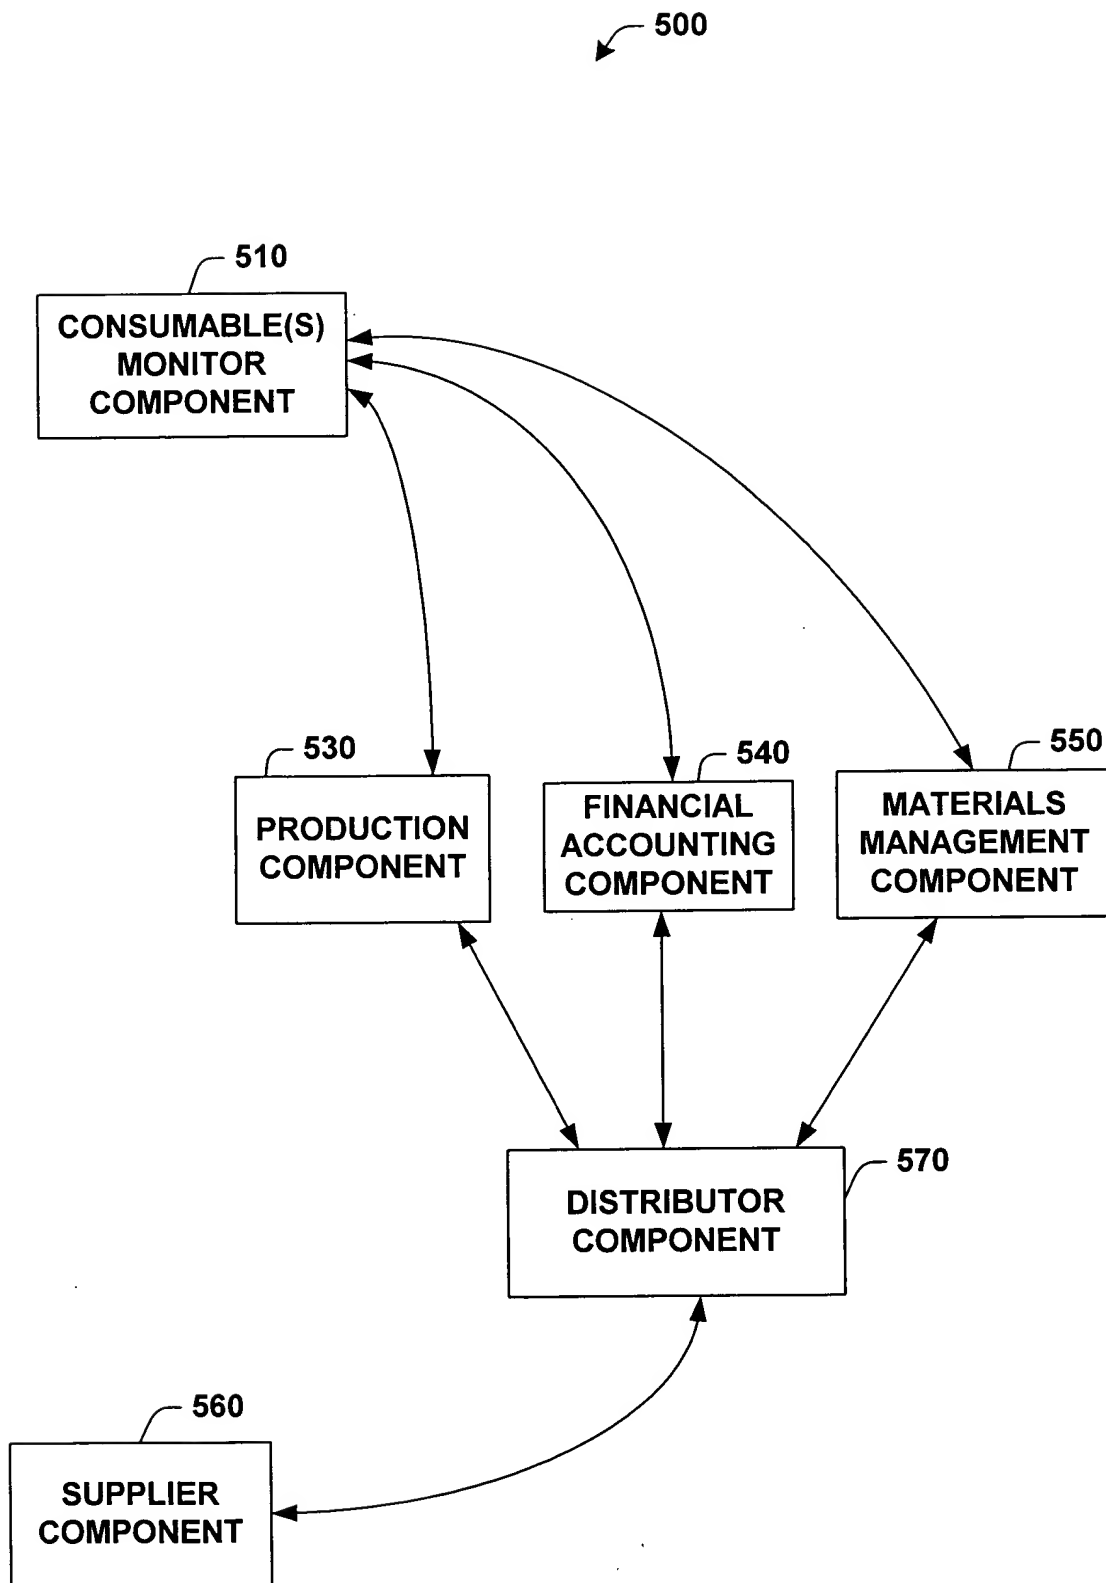 500
510
CONSUMABLE(S)
MONITOR
COMPONENT
530
PRODUCTION
COMPONENT
540
FINANCIAL
ACCOUNTING
COMPONENT
550
MATERIALS
MANAGEMENT
COMPONENT
570
DISTRIBUTOR
COMPONENT
560
SUPPLIER
COMPONENT